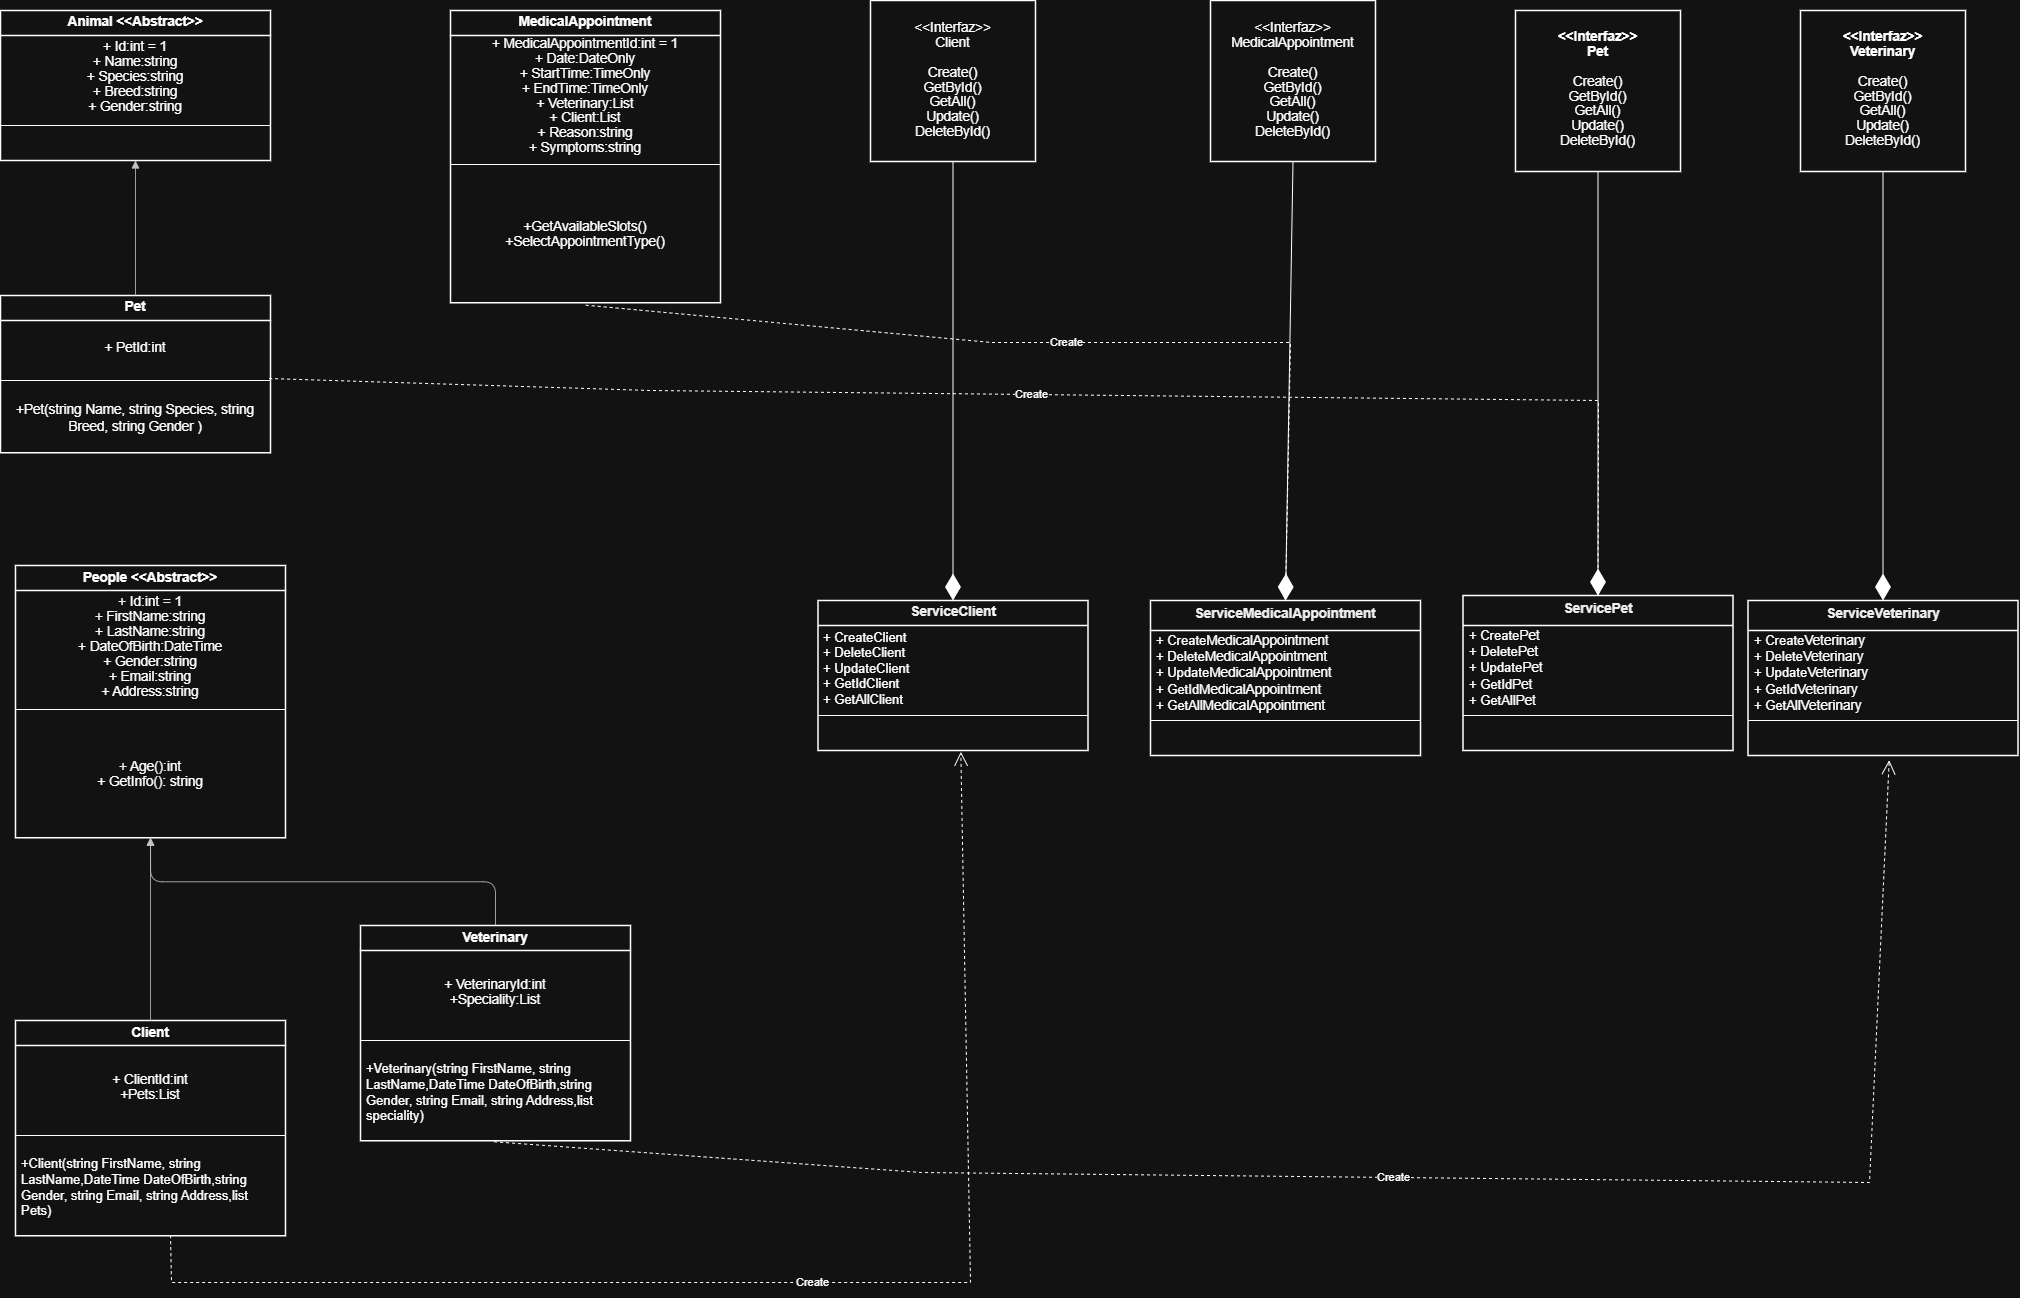 Animal <<Abstract>>
+ Id:int = 1
+ Name:string
+ Species:string
+ Breed:string
+ Gender:string
MedicalAppointment
+ MedicalAppointmentId:int = 1
+ Date:DateOnly
+ StartTime:TimeOnly
+ EndTime:TimeOnly
+ Veterinary:List
+ Client:List
+ Reason:string
+ Symptoms:string
+GetAvailableSlots()
+SelectAppointmentType()
<<Interfaz>>
Client
Create()
GetById()
GetAll()
Update()
DeleteById()
<<Interfaz>>
MedicalAppointment
Create()
GetById()
GetAll()
Update()
DeleteById()
<<Interfaz>>
Pet
Create()
GetById()
GetAll()
Update()
DeleteById()
<<Interfaz>>
Veterinary
Create()
GetById()
GetAll()
Update()
DeleteById()
Pet
+ PetId:int
+Pet(string Name, string Species, string
Breed, string Gender )
Create
Create
People <<Abstract>>
+ Id:int = 1
+ FirstName:string
+ LastName:string
+ DateOfBirth:DateTime
+ Gender:string
+ Email:string
+ Address:string
+ Age():int
+ GetInfo(): string
ServiceClient
+ CreateClient
+ DeleteClient
+ UpdateClient
+ GetIdClient
+ GetAllClient
ServiceMedicalAppointment
+ CreateMedicalAppointment
+ DeleteMedicalAppointment
+ UpdateMedicalAppointment
+ GetIdMedicalAppointment
+ GetAllMedicalAppointment
ServicePet
+ CreatePet
+ DeletePet
+ UpdatePet
+ GetIdPet
+ GetAllPet
ServiceVeterinary
+ CreateVeterinary
+ DeleteVeterinary
+ UpdateVeterinary
+ GetIdVeterinary
+ GetAllVeterinary
Veterinary
+ VeterinaryId:int
+Speciality:List
+Veterinary(string FirstName, string
LastName,DateTime DateOfBirth,string
Gender, string Email, string Address,list
speciality)
Client
+ ClientId:int
+Pets:List
+Client(string FirstName, string
LastName,DateTime DateOfBirth,string
Gender, string Email, string Address,list
Pets)
Create
Create